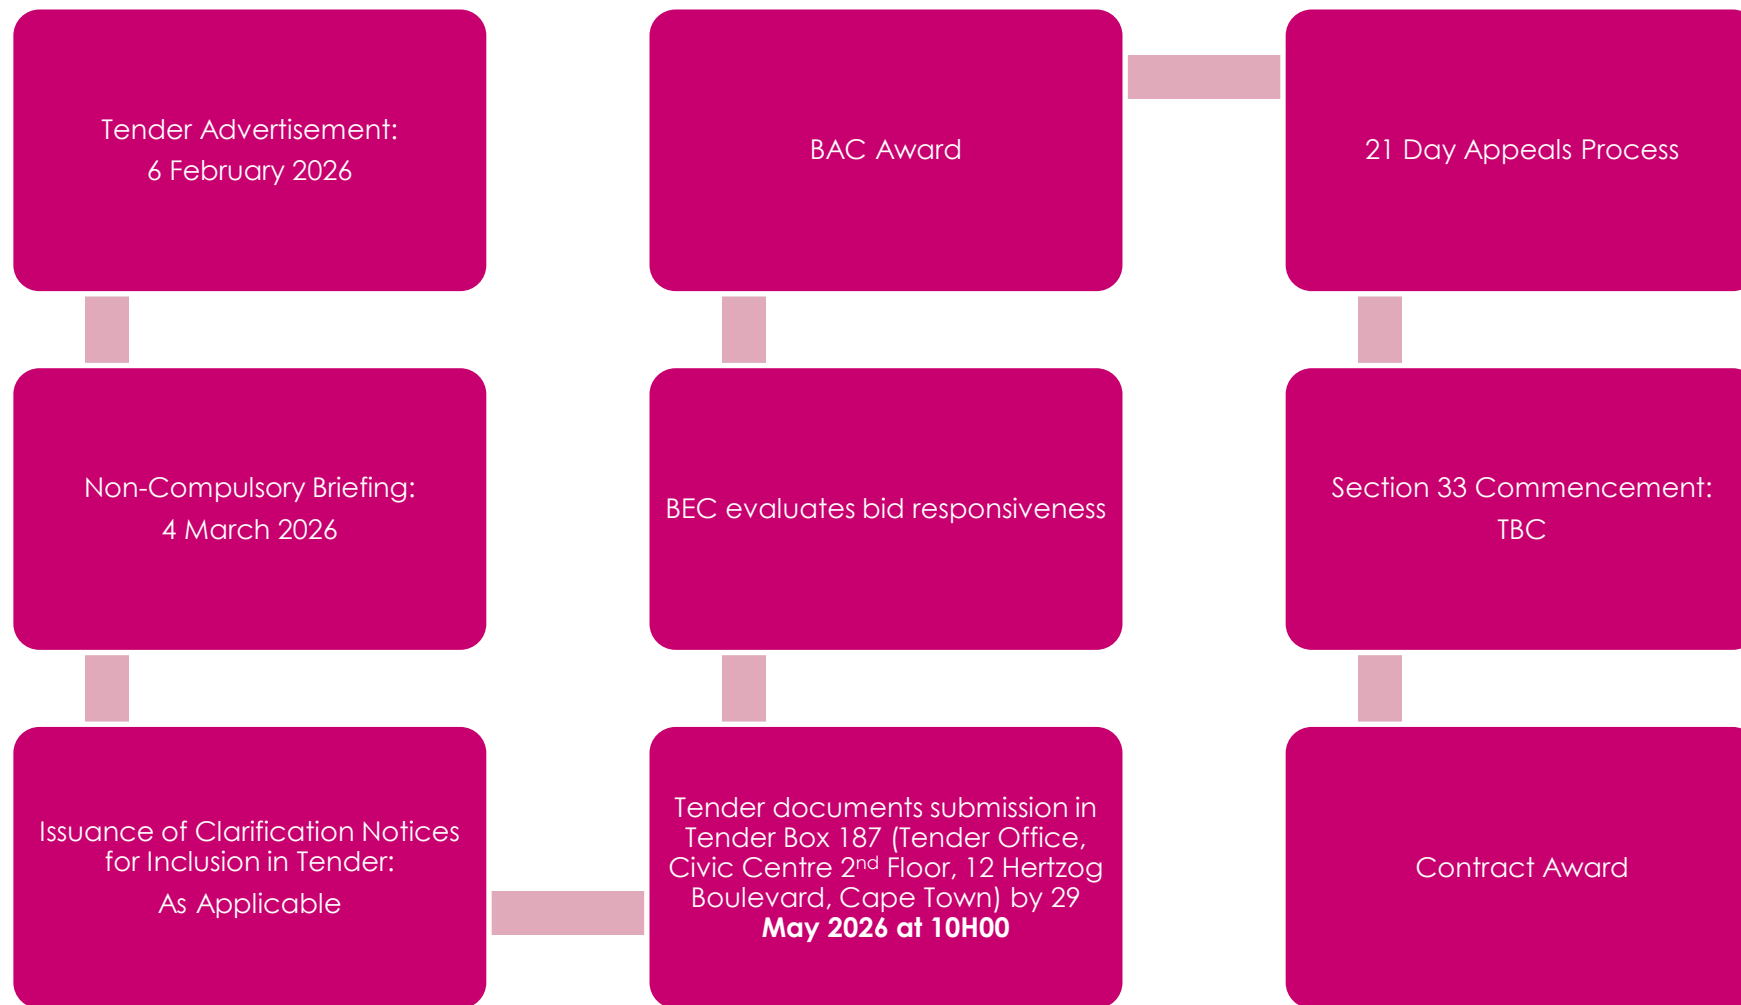 Tender Advertisement:
6 February 2026
Non-Compulsory Briefing:
4 March 2026
Issuance of Clarification Notices
for Inclusion in Tender:
As Applicable
Tender documents submission in
Tender Box 187 (Tender Office,
Civic Centre 2nd Floor, 12 Hertzog
Boulevard, Cape Town) by 29
May 2026 at 10H00
BEC evaluates bid responsiveness
BAC Award
21 Day Appeals Process
Section 33 Commencement:
TBC
Contract Award